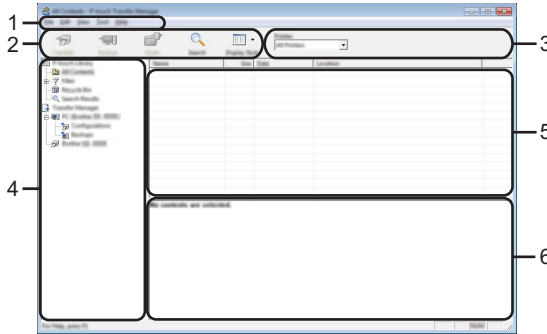 1
All Contents - P-touch Transfer Manager
File Edit View Tool Help
2
Transfer Backup Open Search Display Style
Printer
All Printers
3
P-touch Library
All Contents
Filter
Recycle Bin
Search Results
Transfer Manager
Configurations
Backups
Name Size Date Location
4
5
No contents are selected.
6
For Help, press F1
NUM